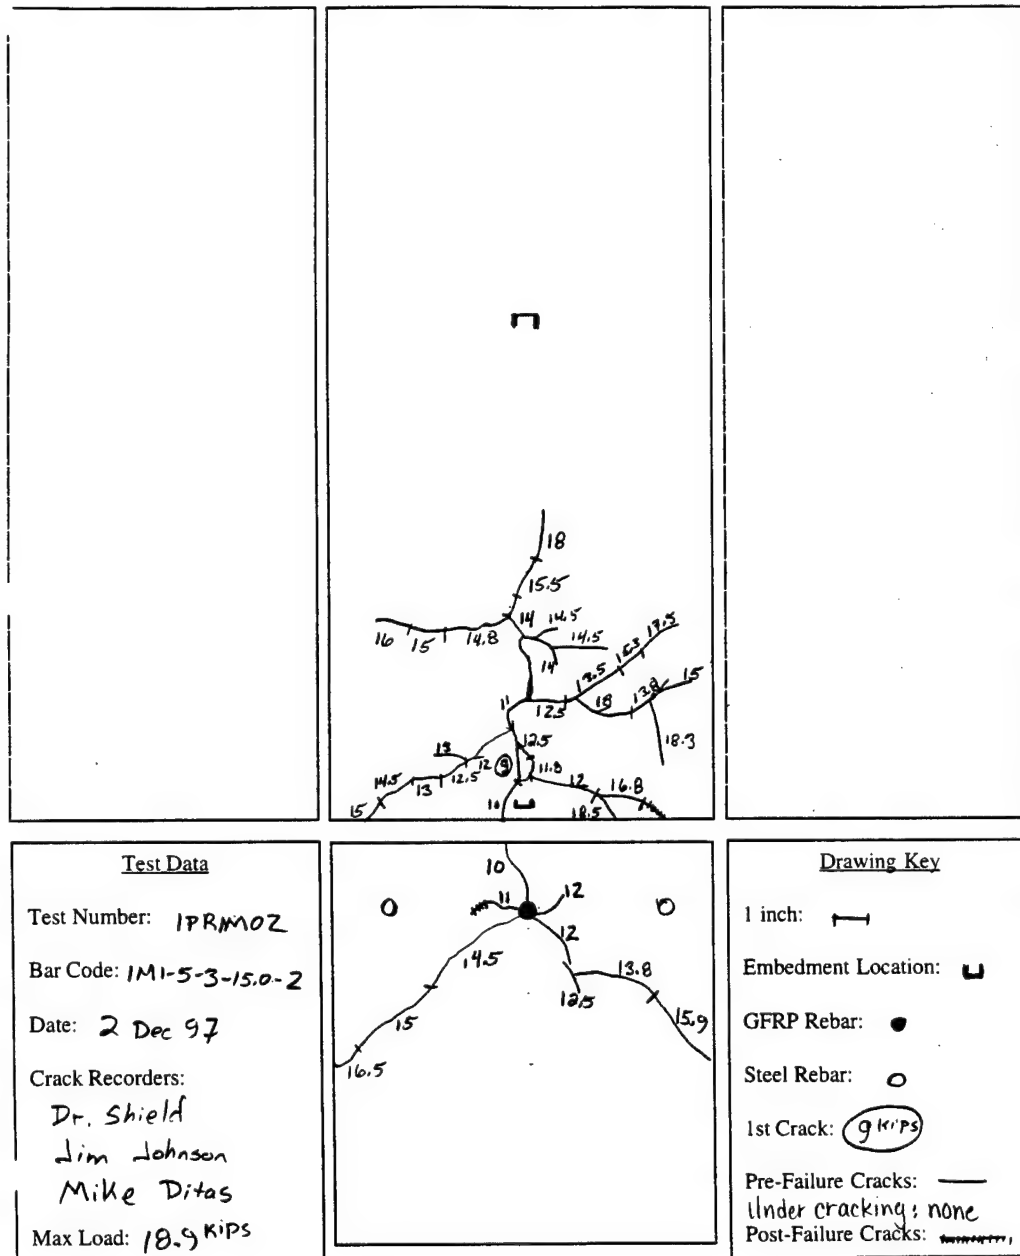 18
15.5
14
14.5
16
15
14.8
14.5
14
17.5
15.3
13.5
15
13.8
18
11
12.5
18.3
12.5
13
12
9
11.8
14.5
12.5
13
12
16.8
15
10
18.5
Test Data
Test Number: 1PRMM02
Bar Code: 1M1-5-3-15.0-2
Date: 2 Dec 97
Crack Recorders:
Dr. Shield
Jim Johnson
Mike Ditas
Max Load: 18.9 KIPS
10
11
12
12
14.5
13.8
12.5
15
15.9
16.5
Drawing Key
1 inch:
Embedment Location:
GFRP Rebar:
Steel Rebar:
1st Crack: 9 KIPS
Pre-Failure Cracks:
Under cracking: none
Post-Failure Cracks: